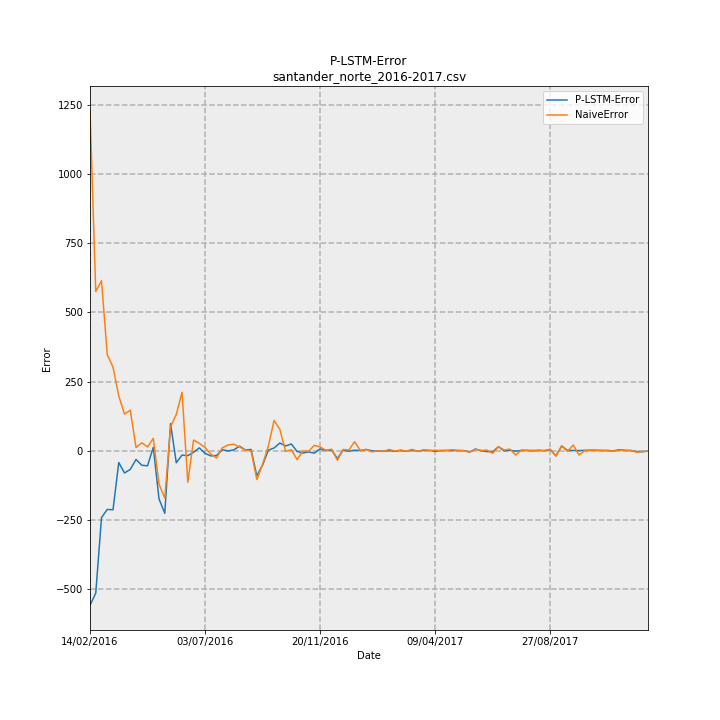 P-LSTM-Error
santander_norte_2016-2017.csv
P-LSTM-Error
NaiveError
1250
1000
750
500
250
0
−250
−500
Error
14/02/2016
03/07/2016
20/11/2016
09/04/2017
27/08/2017
Date